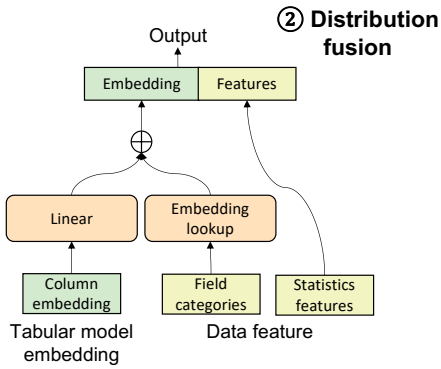 ② Distribution
fusion
Output
Embedding
Features
Linear
Embedding
lookup
Column
embedding
Field
categories
Statistics
features
Tabular model
embedding
Data feature